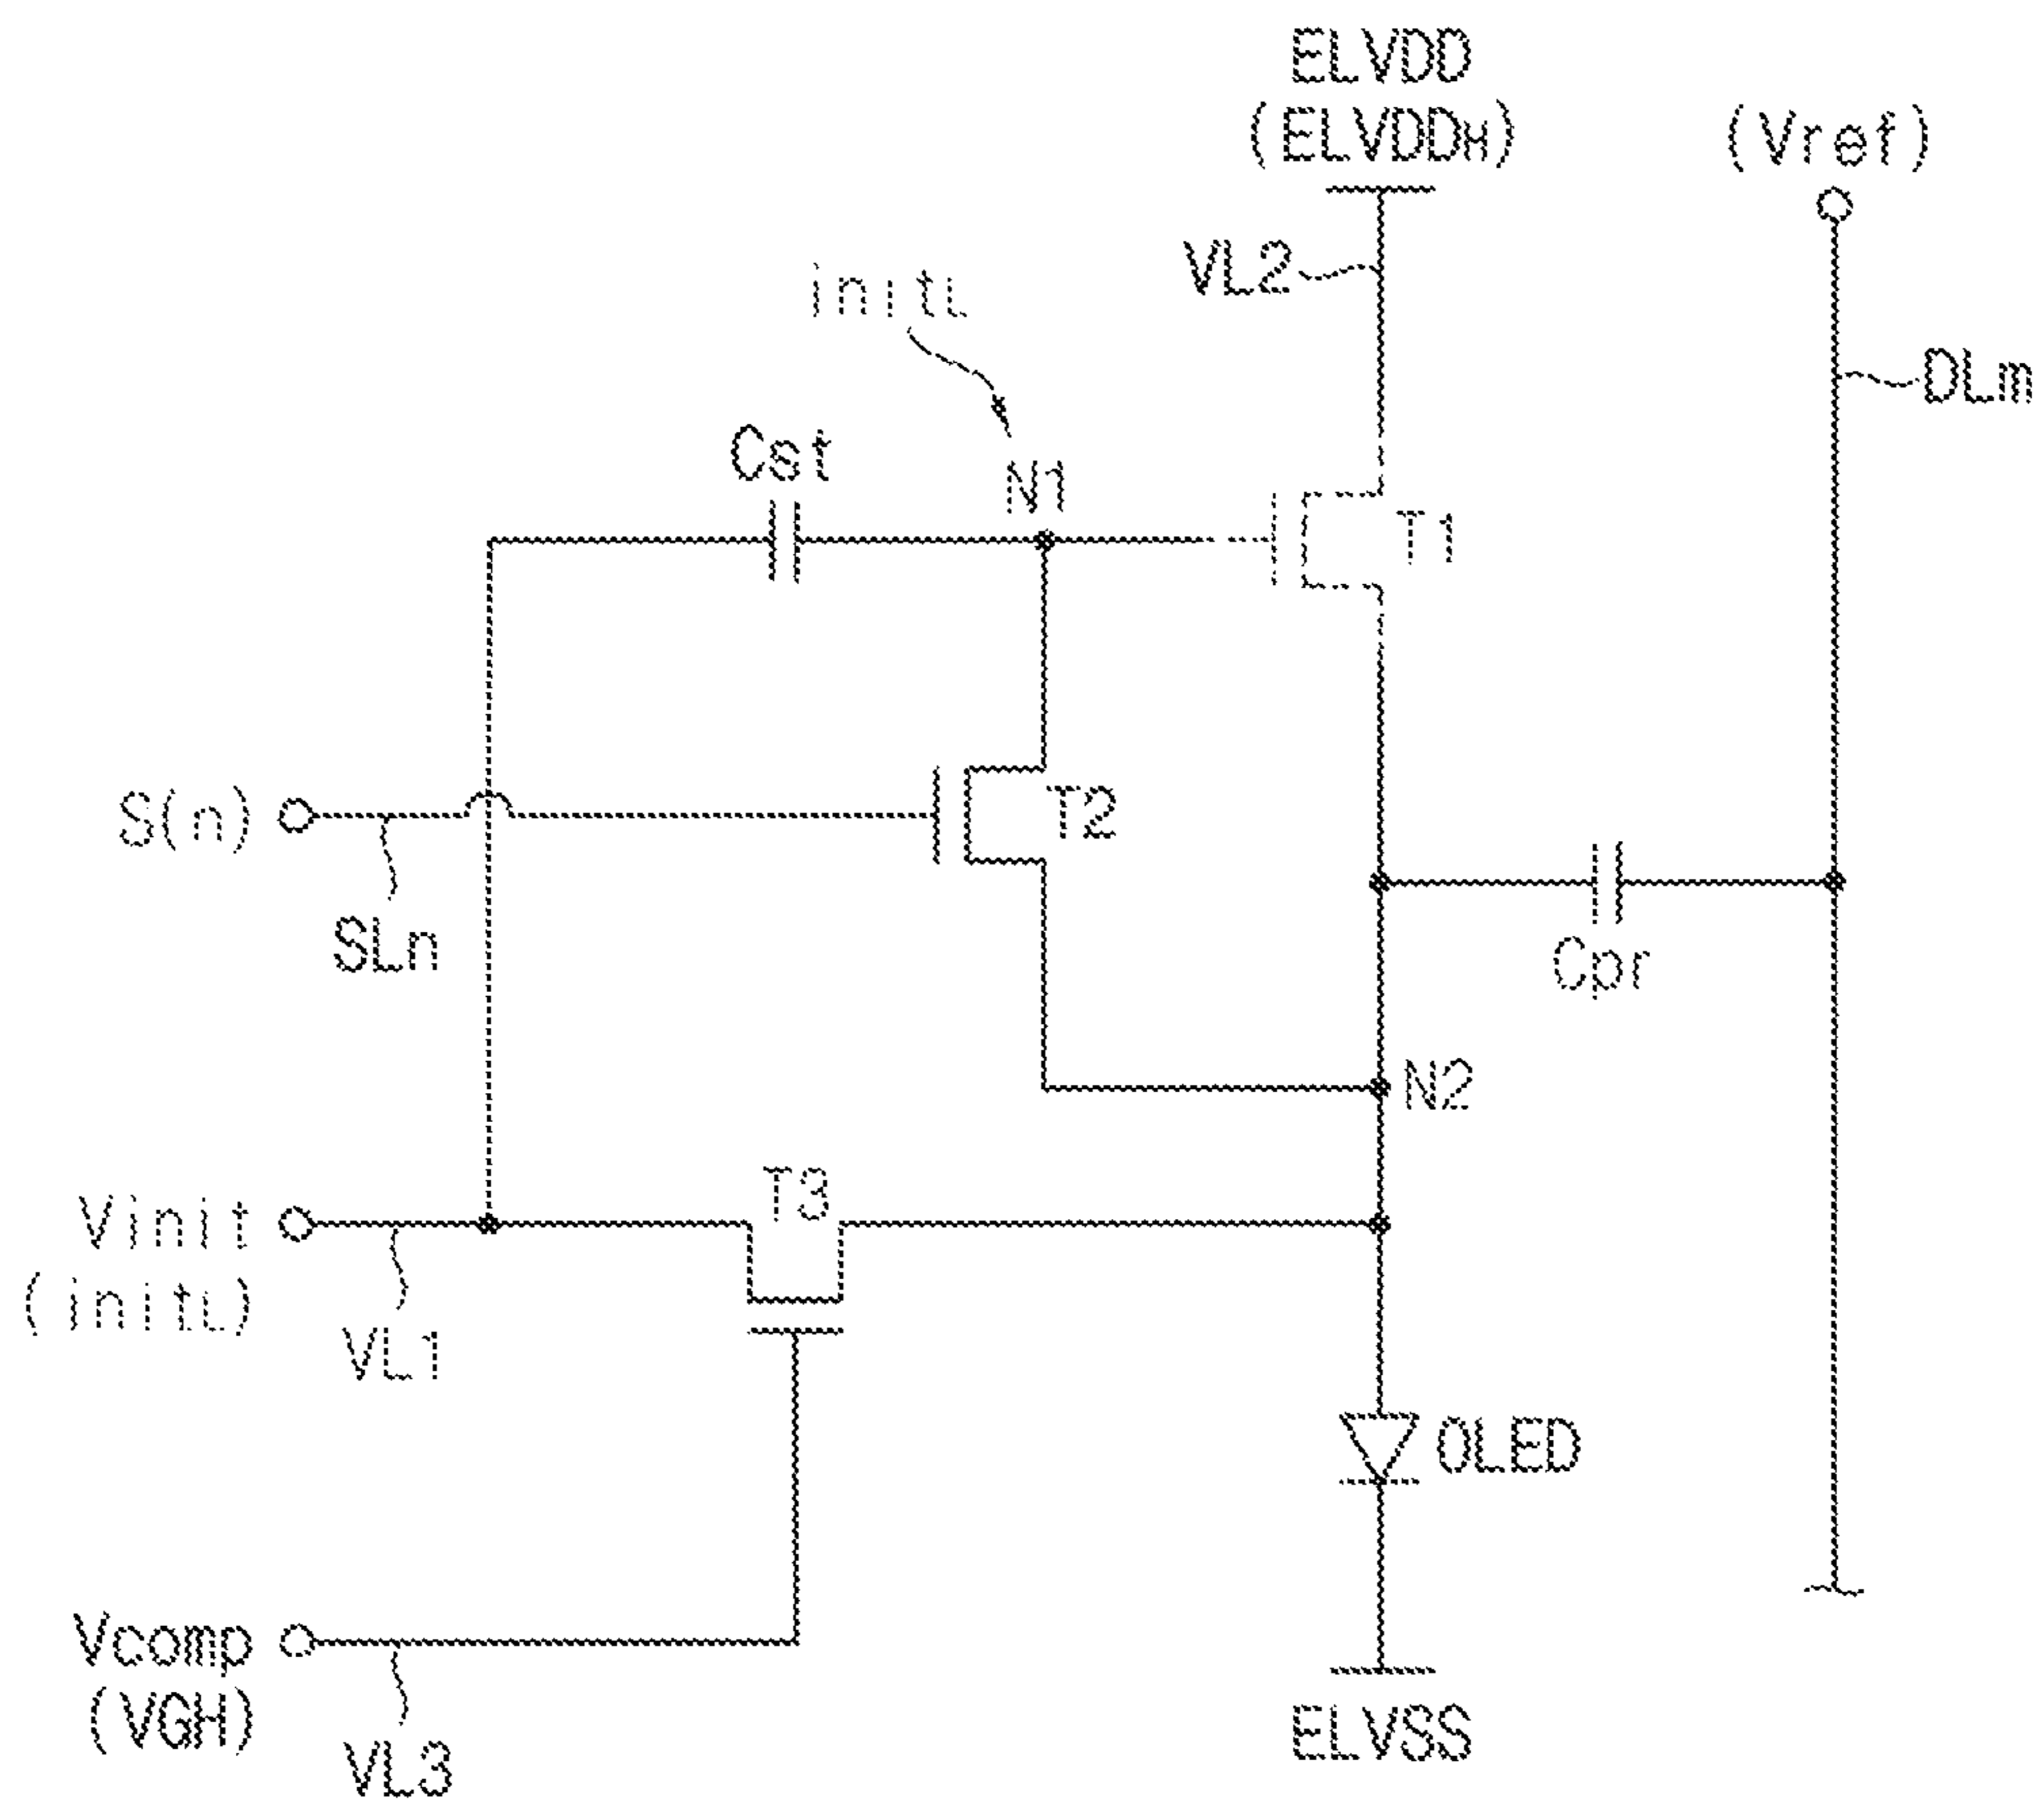 ELVDD
(ELVDDH)
(Vref)
VL2
initL
DLm
Cst
N1
T1
S(n)
T2
SLn
Cpr
N2
T3
Vinit
(initL)
VL1
OLED
Vcomp
(VGH)
VL3
ELVSS